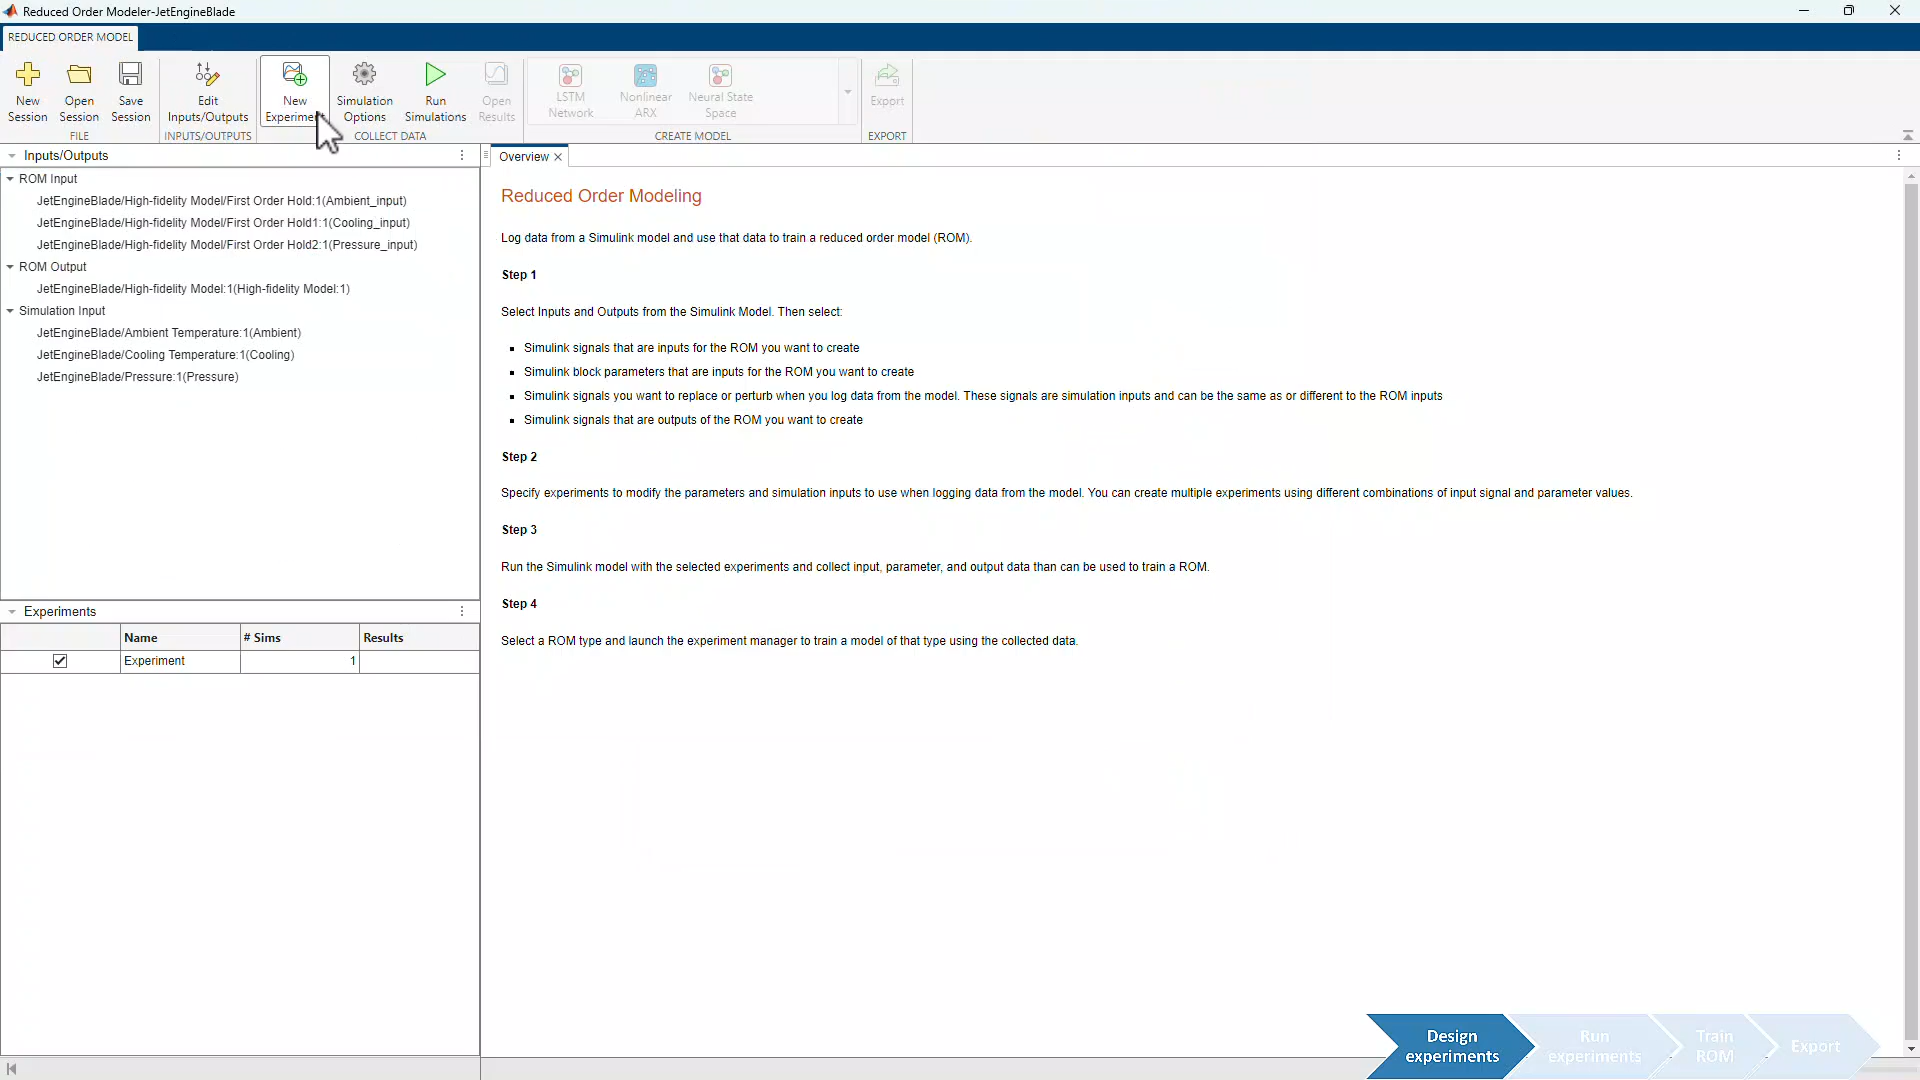 Reduced Order Modeler-JetEngineBlade
REDUCED ORDER MODEL
New
Session
Open
Session
Save
Session
Edit
Inputs/Outputs
New
Experiment
Simulation
Options
Run
Simulations
Open
Results
LSTM
Network
Nonlinear
ARX
Neural State
Space
Export
FILE
INPUTS/OUTPUTS
COLLECT DATA
CREATE MODEL
EXPORT
Inputs/Outputs
ROM Input
JetEngineBlade/High-fidelity Model/First Order Hold:1(Ambient_input)
JetEngineBlade/High-fidelity Model/First Order Hold1:1(Cooling_input)
JetEngineBlade/High-fidelity Model/First Order Hold2:1(Pressure_input)
ROM Output
JetEngineBlade/High-fidelity Model:1(High-fidelity Model:1)
Simulation Input
JetEngineBlade/Ambient Temperature:1(Ambient)
JetEngineBlade/Cooling Temperature:1(Cooling)
JetEngineBlade/Pressure:1(Pressure)
Experiments
Name # Sims Results
Experiment 1
Overview
Reduced Order Modeling
Log data from a Simulink model and use that data to train a reduced order model (ROM).
Step 1
Select Inputs and Outputs from the Simulink Model. Then select:
Simulink signals that are inputs for the ROM you want to create
Simulink block parameters that are inputs for the ROM you want to create
Simulink signals you want to replace or perturb when you log data from the model. These signals are simulation inputs and can be the same as or different to the ROM inputs
Simulink signals that are outputs of the ROM you want to create
Step 2
Specify experiments to modify the parameters and simulation inputs to use when logging data from the model. You can create multiple experiments using different combinations of input signal and parameter values.
Step 3
Run the Simulink model with the selected experiments and collect input, parameter, and output data than can be used to train a ROM.
Step 4
Select a ROM type and launch the experiment manager to train a model of that type using the collected data.
Design
experiments
Run
experiments
Train
ROM
Export